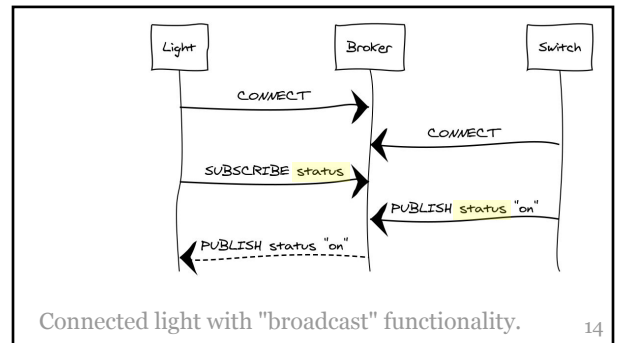 Light
Broker
Switch
CONNECT
CONNECT
SUBSCRIBE status
PUBLISH status "on"
PUBLISH status "on"
Connected light with "broadcast" functionality.
14